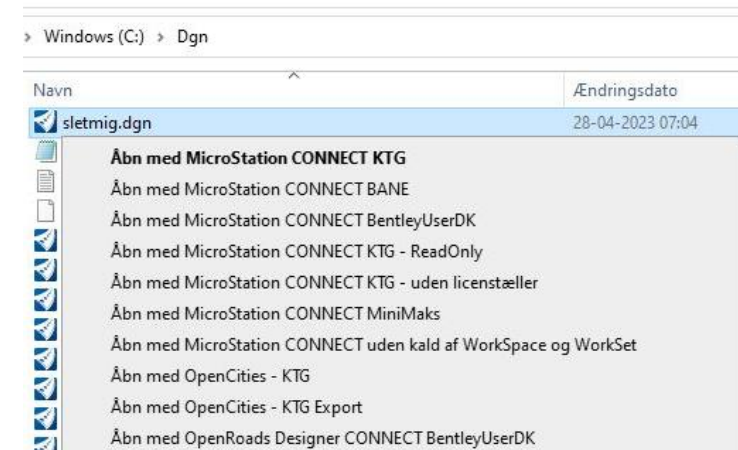 › Windows (C:) › Dgn
Navn Ændringsdato
sletmig.dgn 28-04-2023 07:04
Åbn med MicroStation CONNECT KTG
Åbn med MicroStation CONNECT BANE
Åbn med MicroStation CONNECT BentleyUserDK
Åbn med MicroStation CONNECT KTG - ReadOnly
Åbn med MicroStation CONNECT KTG - uden licenstæller
Åbn med MicroStation CONNECT MiniMaks
Åbn med MicroStation CONNECT uden kald af WorkSpace og WorkSet
Åbn med OpenCities - KTG
Åbn med OpenCities - KTG Export
Åbn med OpenRoads Designer CONNECT BentleyUserDK